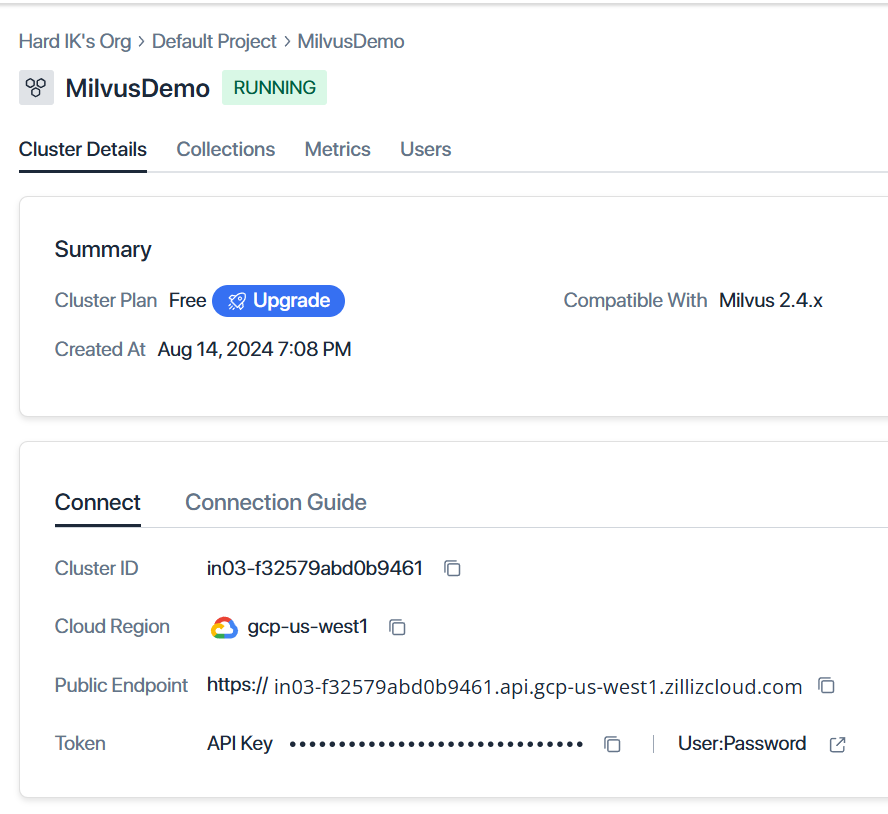 Hard IK's Org > Default Project > MilvusDemo
MilvusDemo RUNNING
Cluster Details Collections Metrics Users
Summary
Cluster Plan Free Upgrade Compatible With Milvus 2.4.x
Created At Aug 14, 2024 7:08 PM
Connect Connection Guide
Cluster ID in03-f32579abd0b9461
Cloud Region gcp-us-west1
Public Endpoint https:// in03-f32579abd0b9461.api.gcp-us-west1.zillizcloud.com
Token API Key •••••••••••••••••••••••••••••• | User:Password